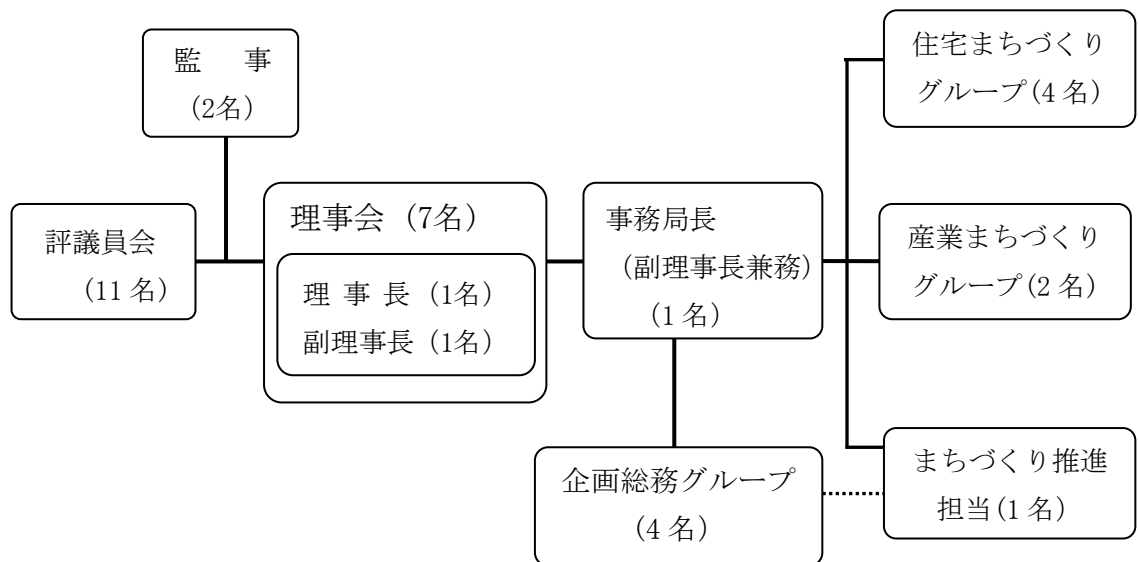 監　事
(2名)
評議員会
(11 名)
理事会 (7名)
理 事 長 (1名)
副理事長 (1名)
事務局長
(副理事長兼務)
(1 名)
企画総務グループ
(4 名)
住宅まちづくり
グループ(4 名)
産業まちづくり
グループ(2 名)
まちづくり推進
担当(1 名)